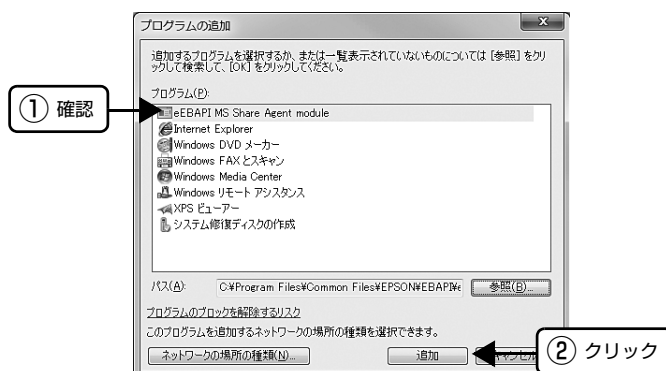 プログラムの追加
追加するプログラムを選択するか、または一覧表示されていないものについては [参照] をクリ
ックして検索して、[OK] をクリックしてください。
プログラム(P):
① 確認
eEBAPI MS Share Agent module
Internet Explorer
Windows DVD メーカー
Windows FAX とスキャン
Windows Media Center
Windows リモート アシスタンス
XPS ビューアー
システム修復ディスクの作成
パス(A): C:¥Program Files¥Common Files¥EPSON¥EBAPI¥e 参照(B)...
プログラムのブロックを解除するリスク
このプログラムを追加するネットワークの場所の種類を選択できます。
ネットワークの場所の種類(N)... 追加
② クリック